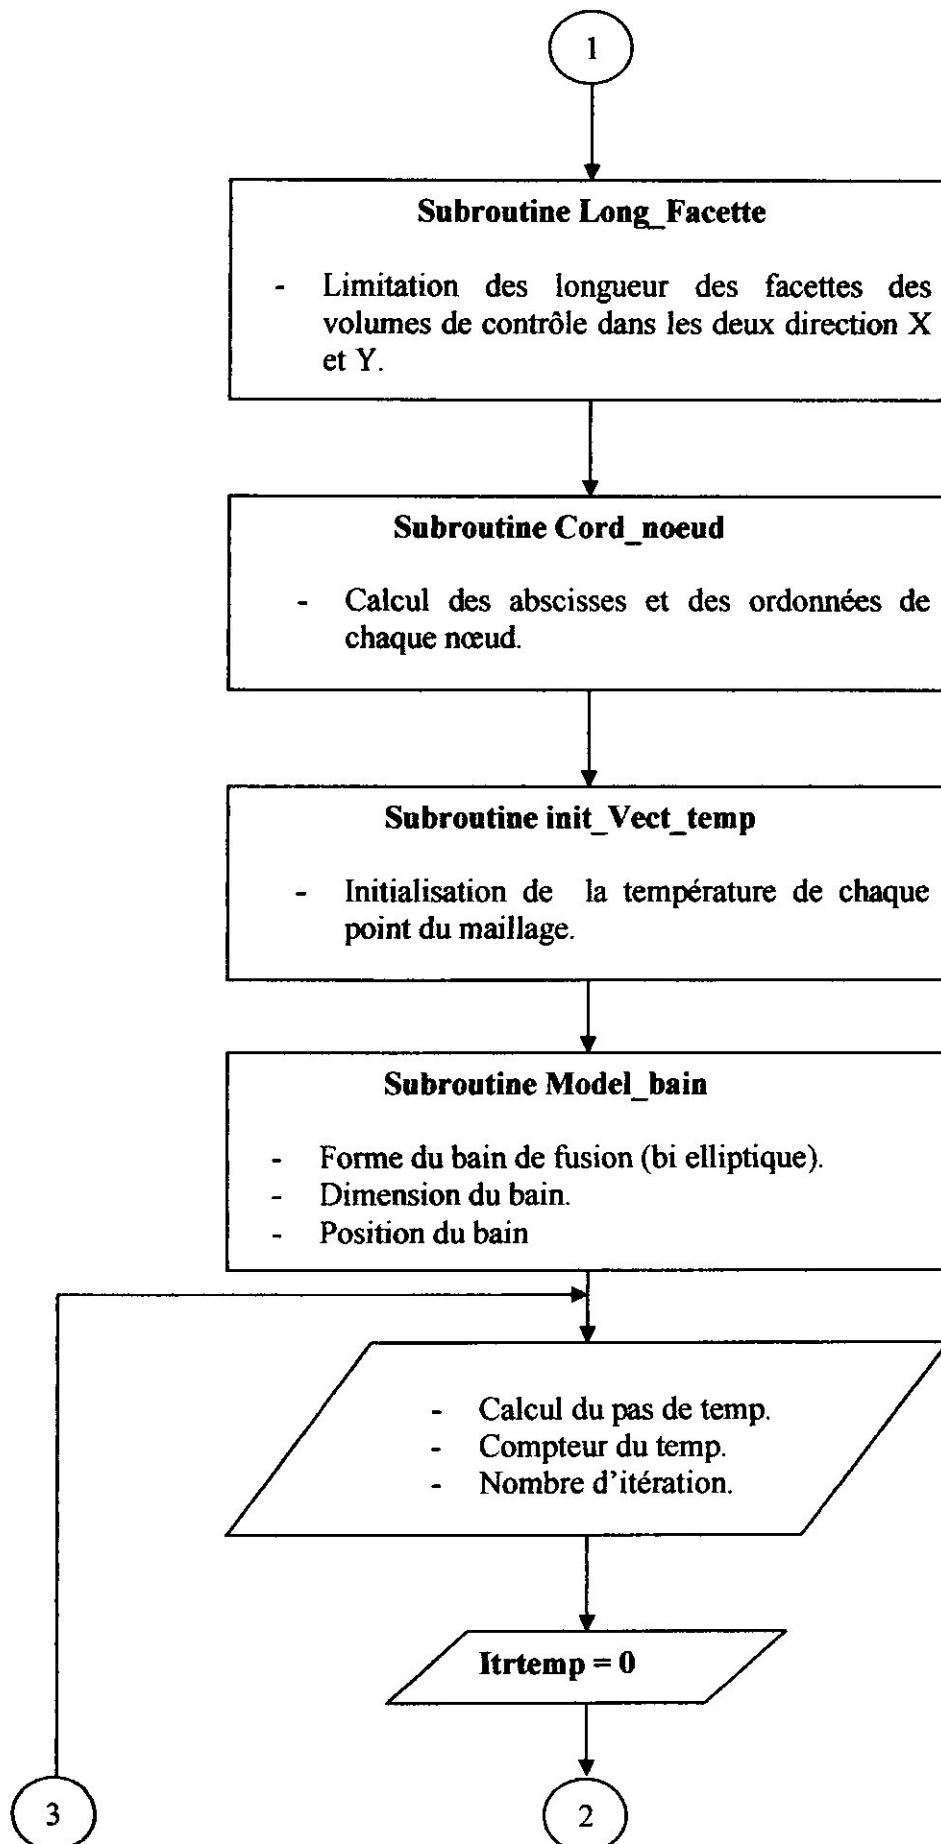 1
Subroutine Long_Facette
- Limitation des longueur des facettes des
volumes de contrôle dans les deux direction X
et Y.
Subroutine Cord_noeud
- Calcul des abscisses et des ordonnées de
chaque nœud.
Subroutine init_Vect_temp
- Initialisation de la température de chaque
point du maillage.
Subroutine Model_bain
- Forme du bain de fusion (bi elliptique).
- Dimension du bain.
- Position du bain
- Calcul du pas de temp.
- Compteur du temp.
- Nombre d'itération.
Itrtemp = 0
3
2